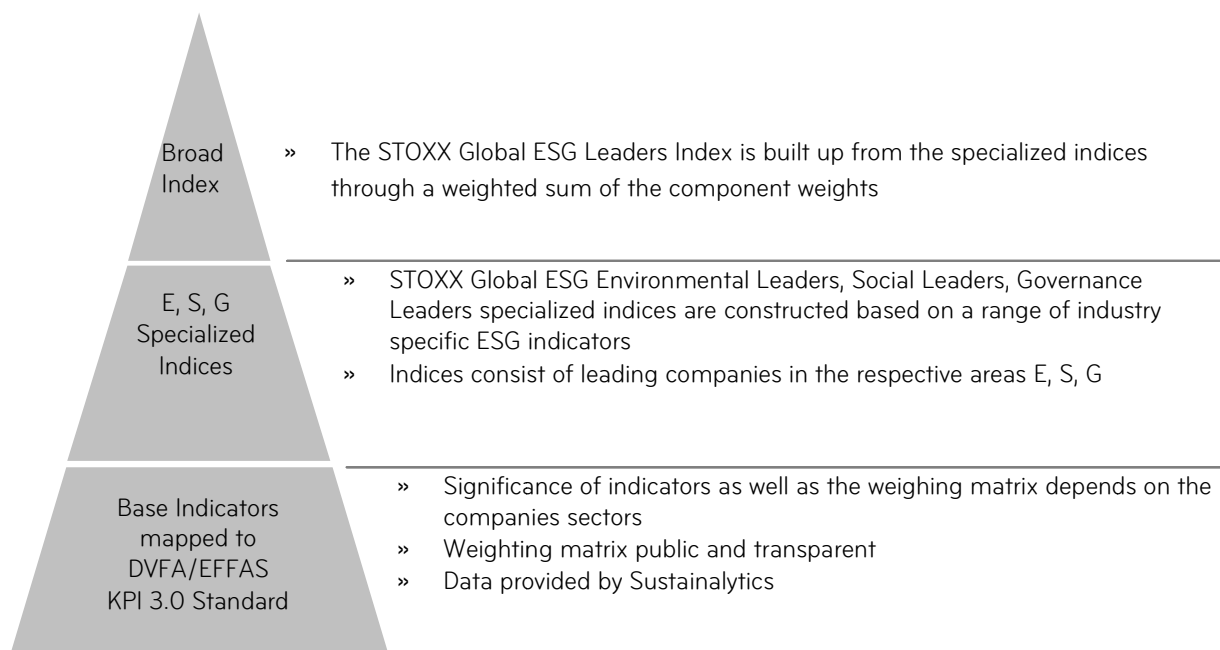 Broad
Index
» The STOXX Global ESG Leaders Index is built up from the specialized indices
through a weighted sum of the component weights
E, S, G
Specialized
Indices
» STOXX Global ESG Environmental Leaders, Social Leaders, Governance
Leaders specialized indices are constructed based on a range of industry
specific ESG indicators
» Indices consist of leading companies in the respective areas E, S, G
Base Indicators
mapped to
DVFA/EFFAS
KPI 3.0 Standard
» Significance of indicators as well as the weighing matrix depends on the
companies sectors
» Weighting matrix public and transparent
» Data provided by Sustainalytics